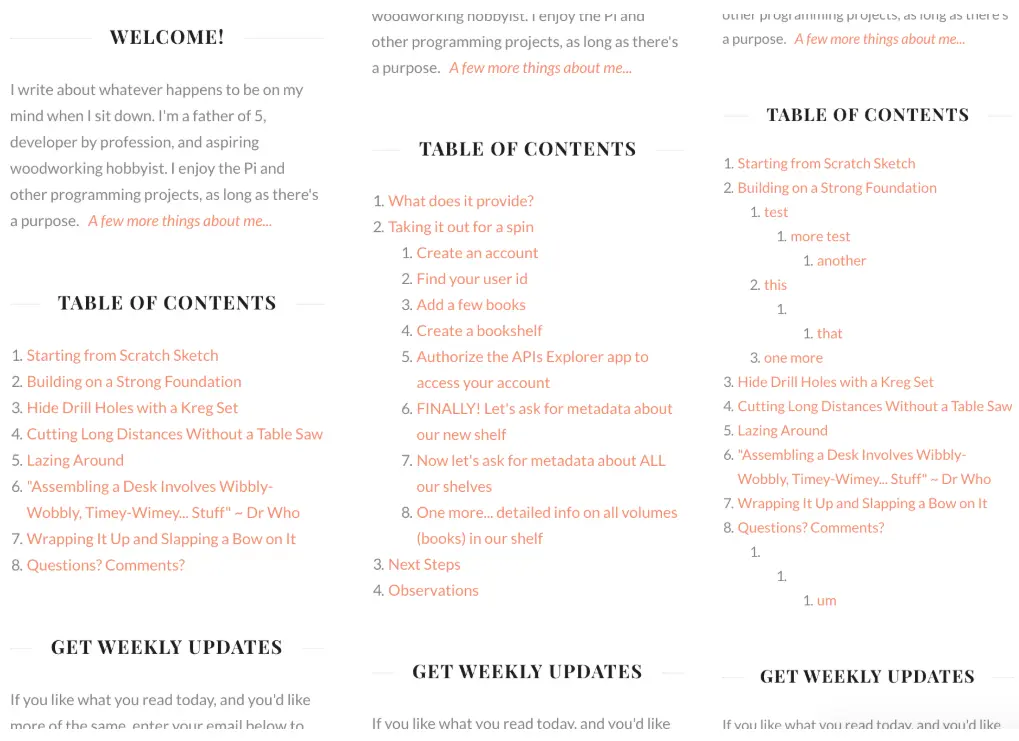 WELCOME!
I write about whatever happens to be on my
mind when I sit down. I'm a father of 5,
developer by profession, and aspiring
woodworking hobbyist. I enjoy the Pi and
other programming projects, as long as there's
a purpose. A few more things about me...
TABLE OF CONTENTS
1. Starting from Scratch Sketch
2. Building on a Strong Foundation
3. Hide Drill Holes with a Kreg Set
4. Cutting Long Distances Without a Table Saw
5. Lazing Around
6. "Assembling a Desk Involves Wibbly-
Wobbly, Timey-Wimey... Stuff" ~ Dr Who
7. Wrapping It Up and Slapping a Bow on It
8. Questions? Comments?
GET WEEKLY UPDATES
If you like what you read today, and you'd like
more of the same, enter your email below to
woodworking hobbyist. I enjoy the Pi and
other programming projects, as long as there's
a purpose. A few more things about me...
TABLE OF CONTENTS
1. What does it provide?
2. Taking it out for a spin
1. Create an account
2. Find your user id
3. Add a few books
4. Create a bookshelf
5. Authorize the APIs Explorer app to
access your account
6. FINALLY! Let's ask for metadata about
our new shelf
7. Now let's ask for metadata about ALL
our shelves
8. One more... detailed info on all volumes
(books) in our shelf
3. Next Steps
4. Observations
GET WEEKLY UPDATES
If you like what you read today, and you'd like
other programming projects, as long as there's
a purpose. A few more things about me...
TABLE OF CONTENTS
1. Starting from Scratch Sketch
2. Building on a Strong Foundation
1. test
1. more test
1. another
2. this
1.
1. that
3. one more
3. Hide Drill Holes with a Kreg Set
4. Cutting Long Distances Without a Table Saw
5. Lazing Around
6. "Assembling a Desk Involves Wibbly-
Wobbly, Timey-Wimey... Stuff" ~ Dr Who
7. Wrapping It Up and Slapping a Bow on It
8. Questions? Comments?
1.
1.
1. um
GET WEEKLY UPDATES
If you like what you read today, and you'd like